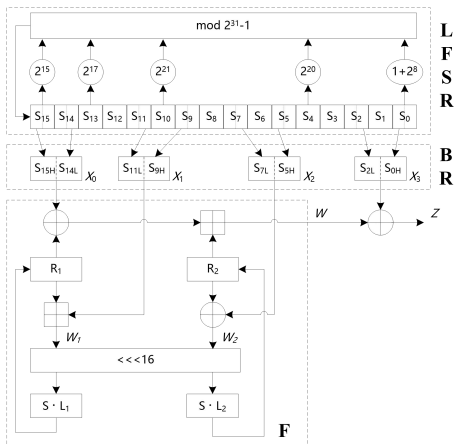 mod 2³¹-1
L
F
S
R
2¹⁵ 2¹⁷ 2²¹ 2²⁰ 1+2⁸
S₁₅ S₁₄ S₁₃ S₁₂ S₁₁ S₁₀ S₉ S₈ S₇ S₆ S₅ S₄ S₃ S₂ S₁ S₀
S₁₅H S₁₄L X₀ S₁₁L S₉H X₁ S₇L S₅H X₂ S₂L S₀H X₃
B
R
W Z
R₁ R₂
W₁ W₂
<<<16
S · L₁ S · L₂
F